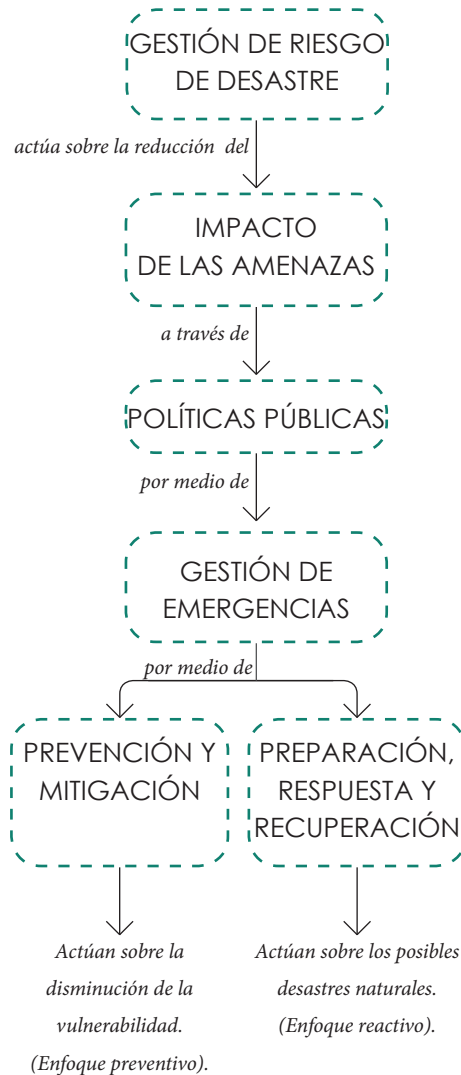 GESTIÓN DE RIESGO
DE DESASTRE
actúa sobre la reducción del
IMPACTO
DE LAS AMENAZAS
a través de
POLÍTICAS PÚBLICAS
por medio de
GESTIÓN DE
EMERGENCIAS
por medio de
PREVENCIÓN Y
MITIGACIÓN
PREPARACIÓN,
RESPUESTA Y
RECUPERACIÓN
Actúan sobre la
disminución de la
vulnerabilidad.
(Enfoque preventivo).
Actúan sobre los posibles
desastres naturales.
(Enfoque reactivo).